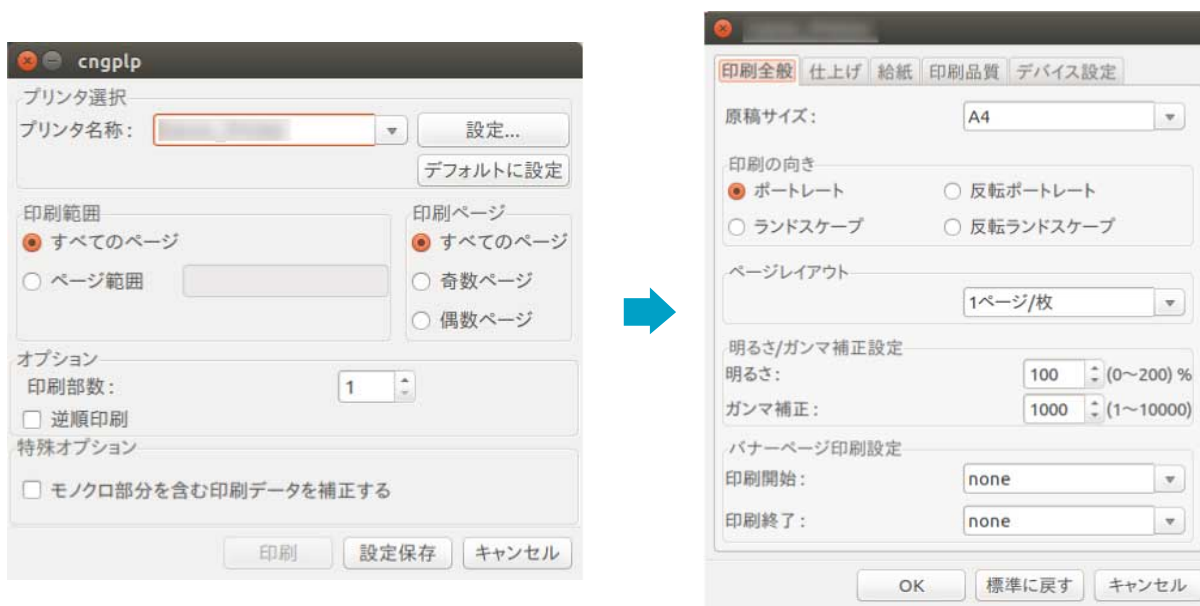 cngplp
プリンタ選択
プリンタ名称：
設定...
デフォルトに設定
印刷範囲
すべてのページ
ページ範囲
印刷ページ
すべてのページ
奇数ページ
偶数ページ
オプション
印刷部数：
1
逆順印刷
特殊オプション
モノクロ部分を含む印刷データを補正する
印刷 設定保存 キャンセル
印刷全般 仕上げ 給紙 印刷品質 デバイス設定
原稿サイズ： A4
印刷の向き
ポートレート 反転ポートレート
ランドスケープ 反転ランドスケープ
ページレイアウト
1ページ/枚
明るさ/ガンマ補正設定
明るさ： 100 (0～200) %
ガンマ補正： 1000 (1～10000)
バナーページ印刷設定
印刷開始： none
印刷終了： none
OK 標準に戻す キャンセル